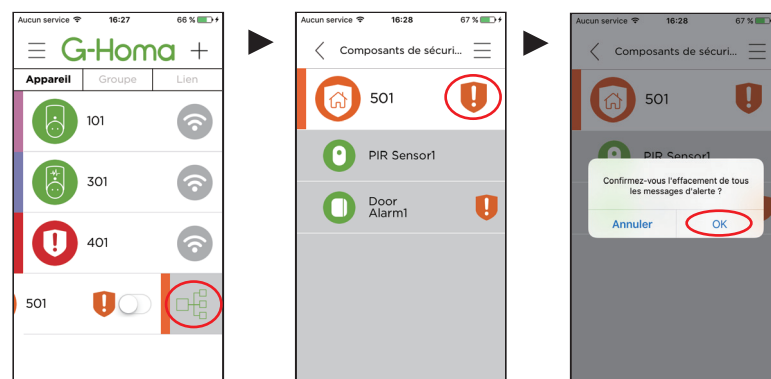 Aucun service 16:27 66 %
G-Homa
Appareil Groupe Lien
101
301
401
501
Aucun service 16:28 67 %
Composants de sécuri...
501
PIR Sensor1
Door
Alarm1
Aucun service 16:28 67 %
Composants de sécuri...
501
PIR Sensor1
Confirmez-vous l'effacement de tous
les messages d'alerte ?
Annuler OK